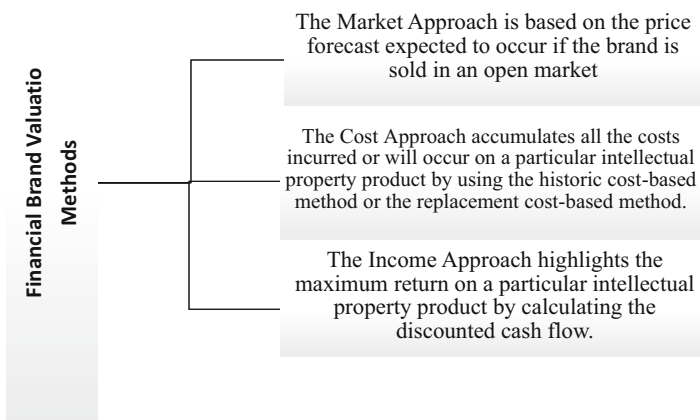 Financial Brand Valuatio
Methods
The Market Approach is based on the price
forecast expected to occur if the brand is
sold in an open market
The Cost Approach accumulates all the costs
incurred or will occur on a particular intellectual
property product by using the historic cost-based
method or the replacement cost-based method.
The Income Approach highlights the
maximum return on a particular intellectual
property product by calculating the
discounted cash flow.